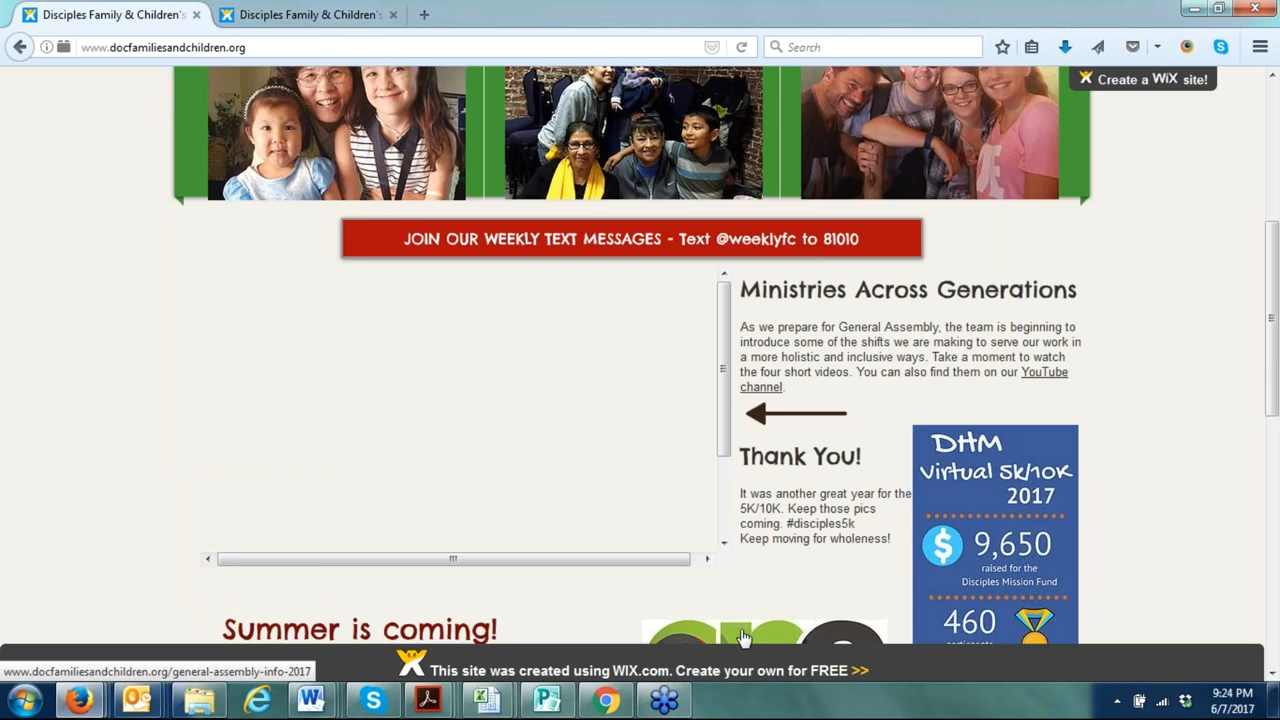 Disciples Family & Children's
Disciples Family & Children's
www.docfamiliesandchildren.org
Search
Create a WiX site!
JOIN OUR WEEKLY TEXT MESSAGES - Text @weeklyfc to 81010
Ministries Across Generations
As we prepare for General Assembly, the team is beginning to
introduce some of the shifts we are making to serve our work in
a more holistic and inclusive ways. Take a moment to watch
the four short videos. You can also find them on our YouTube
channel.
Thank You!
It was another great year for the
5K/10K. Keep those pics
coming. #disciples5k
Keep moving for wholeness!
DHM
Virtual 5k/10K
2017
$ 9,650
raised for the
Disciples Mission Fund
460
Summer is coming!
www.docfamiliesandchildren.org/general-assembly-info-2017
This site was created using WIX.com. Create your own for FREE >>
9:24 PM
6/7/2017